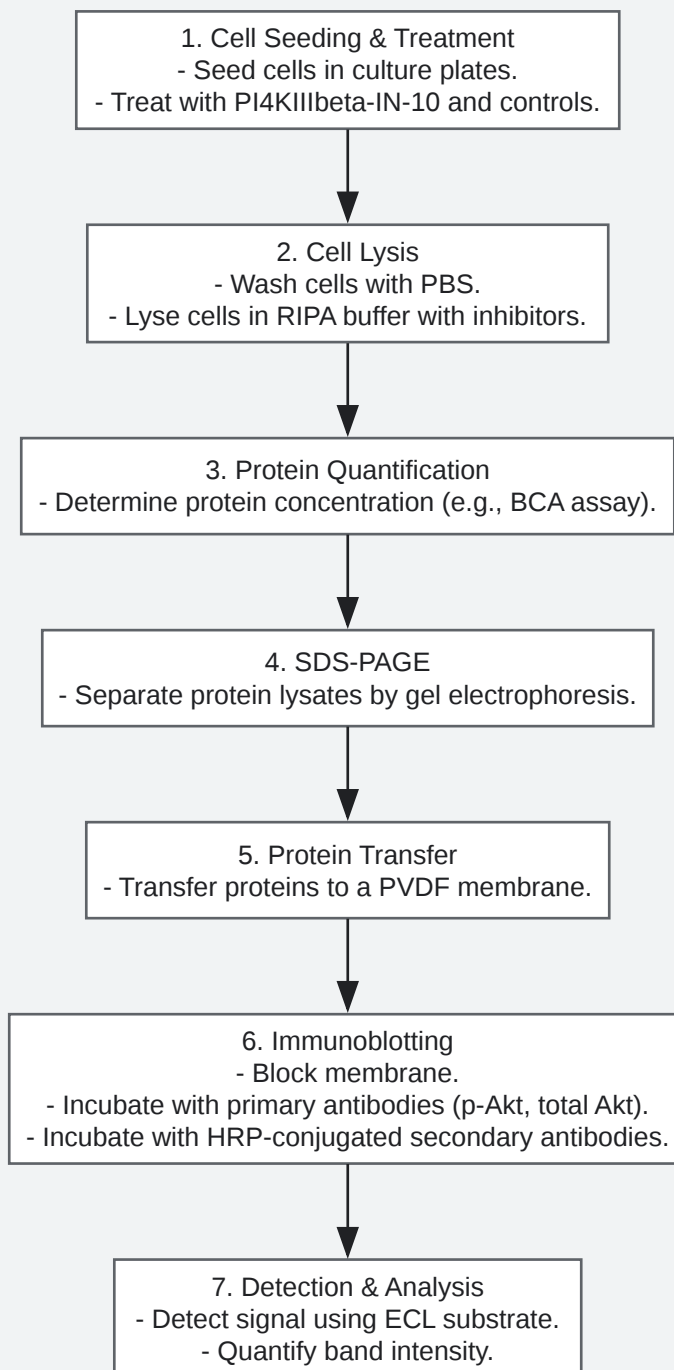 1. Cell Seeding & Treatment
- Seed cells in culture plates.
- Treat with PI4KIIIbeta-IN-10 and controls.
2. Cell Lysis
- Wash cells with PBS.
- Lyse cells in RIPA buffer with inhibitors.
3. Protein Quantification
- Determine protein concentration (e.g., BCA assay).
4. SDS-PAGE
- Separate protein lysates by gel electrophoresis.
5. Protein Transfer
- Transfer proteins to a PVDF membrane.
6. Immunoblotting
- Block membrane.
- Incubate with primary antibodies (p-Akt, total Akt).
- Incubate with HRP-conjugated secondary antibodies.
7. Detection & Analysis
- Detect signal using ECL substrate.
- Quantify band intensity.